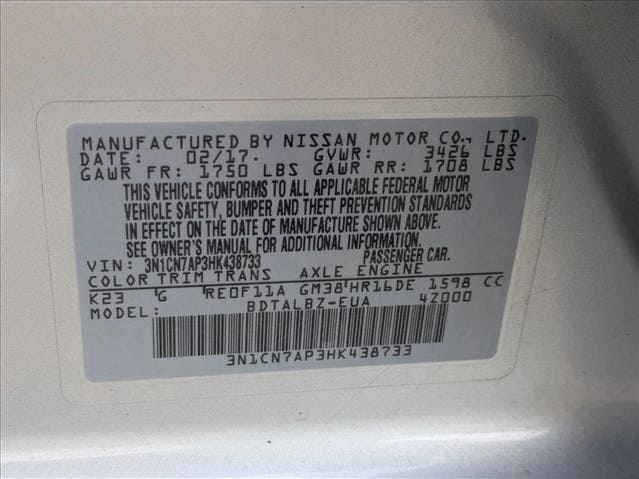 MANUFACTURED BY NISSAN MOTOR CO., LTD.
DATE: 02/17. GVWR: 3426 LBS
GAWR FR: 1750 LBS GAWR RR: 1708 LBS
THIS VEHICLE CONFORMS TO ALL APPLICABLE FEDERAL MOTOR
VEHICLE SAFETY, BUMPER AND THEFT PREVENTION STANDARDS
IN EFFECT ON THE DATE OF MANUFACTURE SHOWN ABOVE.
SEE OWNER'S MANUAL FOR ADDITIONAL INFORMATION.
VIN: 3N1CN7AP3HK438733 PASSENGER CAR.
COLOR TRIM TRANS AXLE ENGINE
K23 G RE0F11A GM38 HR16DE 1598 CC
MODEL: BDTALBZ-EUA 4Z000
3N1CN7AP3HK438733